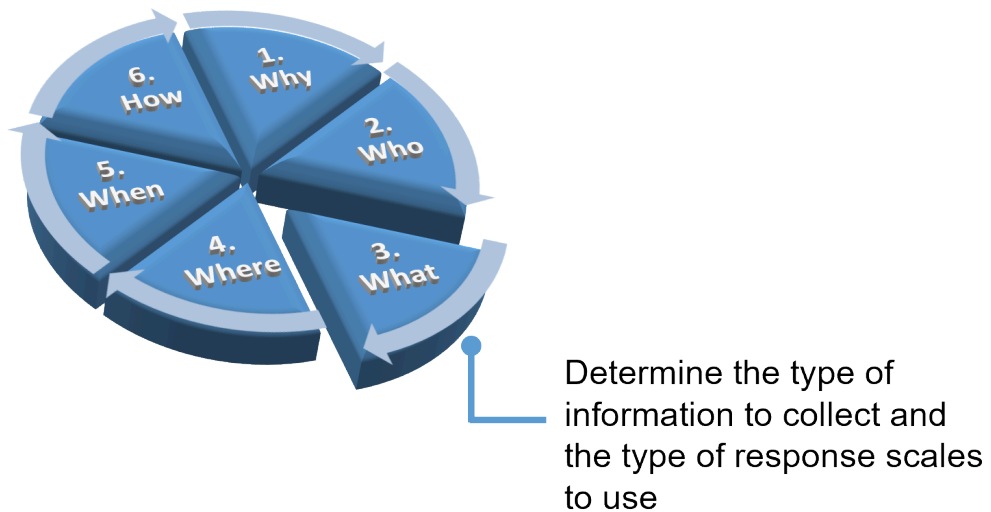 1.
Why
2.
Who
3.
What
4.
Where
5.
When
6.
How
Determine the type of
information to collect and
the type of response scales
to use